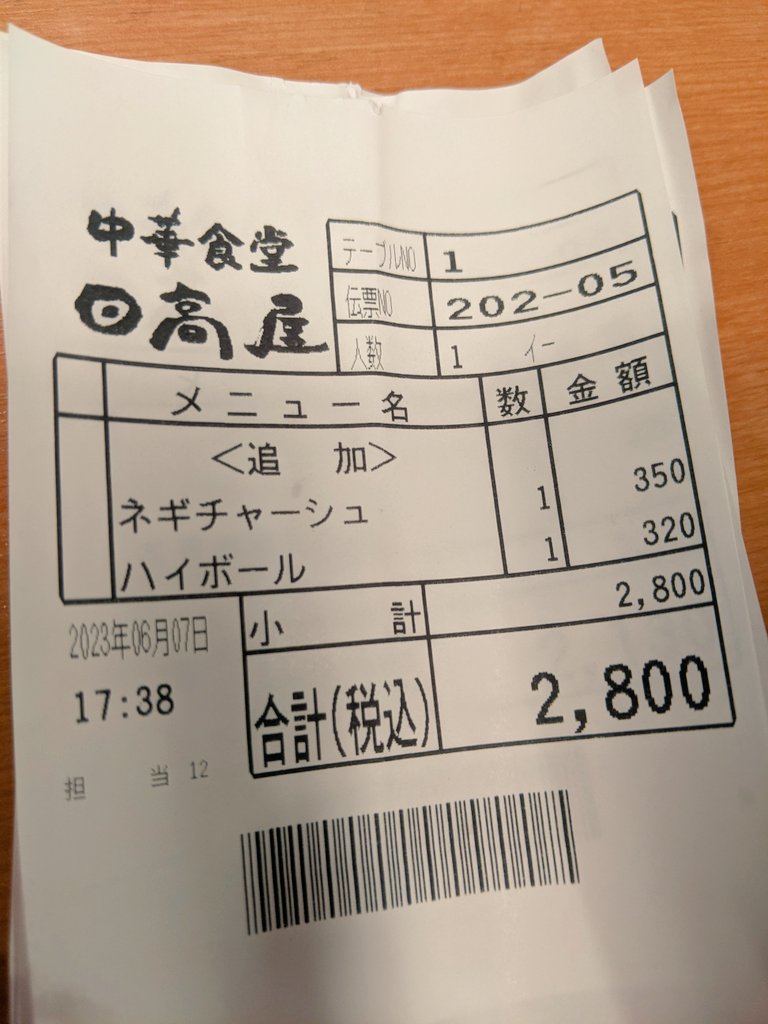 中華食堂
日高屋
テーブルNO 1
伝票NO 202-05
人数 1 イー
メニュー名 数 金額
<追 加>
ネギチャーシュ 1 350
ハイボール 1 320
小 計 2,800
合計(税込) 2,800
2023年06月07日
17:38
担 当 12